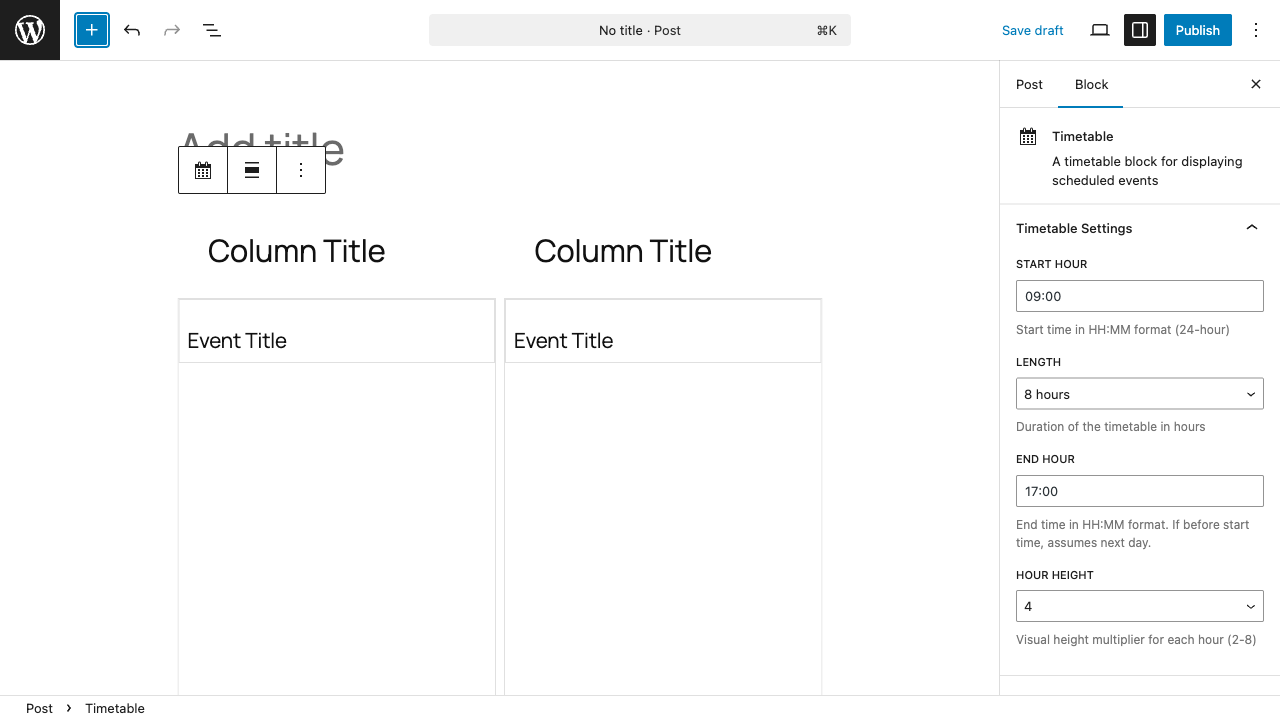 No title · Post
⌘K
Save draft
Publish
Post
Block
Add title
Timetable
A timetable block for displaying
scheduled events
Column Title
Column Title
Timetable Settings
START HOUR
09:00
Start time in HH:MM format (24-hour)
Event Title
Event Title
LENGTH
8 hours
Duration of the timetable in hours
END HOUR
17:00
End time in HH:MM format. If before start
time, assumes next day.
HOUR HEIGHT
4
Visual height multiplier for each hour (2-8)
Post › Timetable